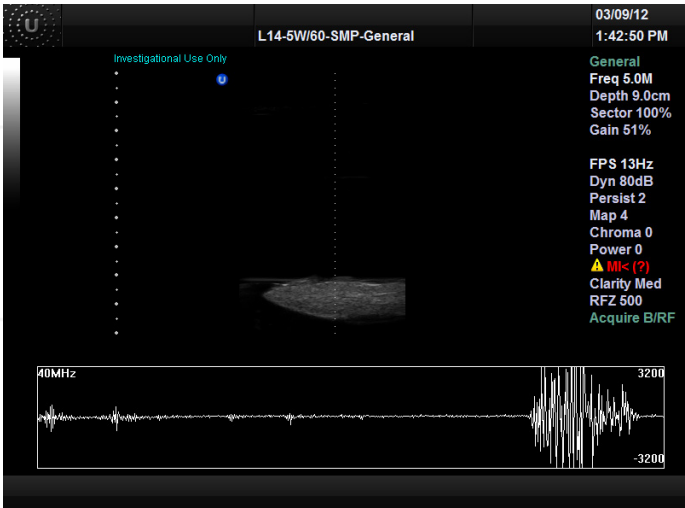 03/09/12
L14-5W/60-SMP-General
1:42:50 PM
Investigational Use Only
General
Freq 5.0M
Depth 9.0cm
Sector 100%
Gain 51%
FPS 13Hz
Dyn 80dB
Persist 2
Map 4
Chroma 0
Power 0
MI< (?)
Clarity Med
RFZ 500
Acquire B/RF
40MHz
3200
-3200
U
U